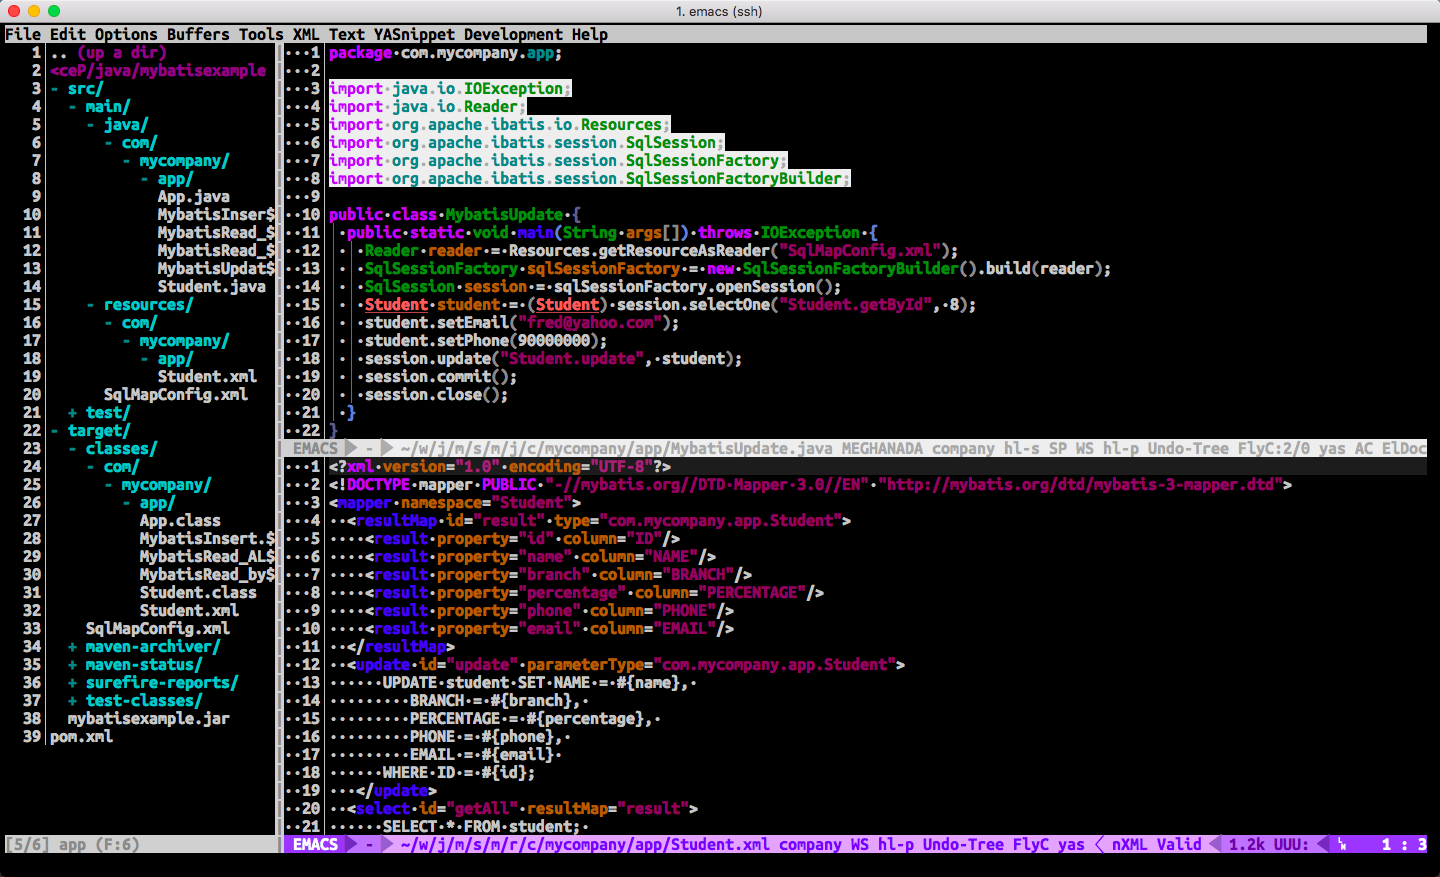 1. emacs (ssh)
File Edit Options Buffers Tools XML Text YASnippet Development Help
1 .. (up a dir)
2 <ceP/java/mybatisexample
3 - src/
4 - main/
5 - java/
6 - com/
7 - mycompany/
8 - app/
9 App.java
10 MybatisInser$
11 MybatisRead_$
12 MybatisRead_$
13 MybatisUpdat$
14 Student.java
15 - resources/
16 - com/
17 - mycompany/
18 - app/
19 Student.xml
20 SqlMapConfig.xml
21 + test/
22 - target/
23 - classes/
24 - com/
25 - mycompany/
26 - app/
27 App.class
28 MybatisInsert.$
29 MybatisRead_AL$
30 MybatisRead_by$
31 Student.class
32 Student.xml
33 SqlMapConfig.xml
34 + maven-archiver/
35 + maven-status/
36 + surefire-reports/
37 + test-classes/
38 mybatisexample.jar
39 pom.xml
[5/6] app (F:6)
···1 package·com.mycompany.app;
···2
···3 import·java.io.IOException;
···4 import·java.io.Reader;
···5 import·org.apache.ibatis.io.Resources;
···6 import·org.apache.ibatis.session.SqlSession;
···7 import·org.apache.ibatis.session.SqlSessionFactory;
···8 import·org.apache.ibatis.session.SqlSessionFactoryBuilder;
···9
··10 public·class·MybatisUpdate·{
··11 ·public·static·void·main(String·args[])·throws·IOException·{
··12 · ·Reader·reader·=·Resources.getResourceAsReader("SqlMapConfig.xml");
··13 · ·SqlSessionFactory·sqlSessionFactory·=·new·SqlSessionFactoryBuilder().build(reader);
··14 · ·SqlSession·session·=·sqlSessionFactory.openSession();
··15 · ·Student·student·=·(Student)·session.selectOne("Student.getById",·8);
··16 · ·student.setEmail("fred@yahoo.com");
··17 · ·student.setPhone(90000000);
··18 · ·session.update("Student.update",·student);
··19 · ·session.commit();
··20 · ·session.close();
··21 ·}
··22 }
EMACS - ~/w/j/m/s/m/j/c/mycompany/app/MybatisUpdate.java MEGHANADA company hl-s SP WS hl-p Undo-Tree FlyC:2/0 yas AC ElDoc
···1 <?xml·version="1.0"·encoding="UTF-8"?>
···2 <!DOCTYPE·mapper·PUBLIC·"-//mybatis.org//DTD·Mapper·3.0//EN"·"http://mybatis.org/dtd/mybatis-3-mapper.dtd">
···3 <mapper·namespace="Student">
···4 ··<resultMap·id="result"·type="com.mycompany.app.Student">
···5 ····<result·property="id"·column="ID"/>
···6 ····<result·property="name"·column="NAME"/>
···7 ····<result·property="branch"·column="BRANCH"/>
···8 ····<result·property="percentage"·column="PERCENTAGE"/>
···9 ····<result·property="phone"·column="PHONE"/>
··10 ····<result·property="email"·column="EMAIL"/>
··11 ··</resultMap>
··12 ··<update·id="update"·parameterType="com.mycompany.app.Student">
··13 ······UPDATE·student·SET·NAME·=·#{name},·
··14 ·········BRANCH·=·#{branch},·
··15 ·········PERCENTAGE·=·#{percentage},·
··16 ·········PHONE·=·#{phone},·
··17 ·········EMAIL·=·#{email}·
··18 ······WHERE·ID·=·#{id};
··19 ···</update>
··20 ··<select·id="getAll"·resultMap="result">
··21 ······SELECT·*·FROM·student;·
EMACS - ~/w/j/m/s/m/r/c/mycompany/app/Student.xml company WS hl-p Undo-Tree FlyC yas nXML Valid 1.2k UUU: 1 : 3